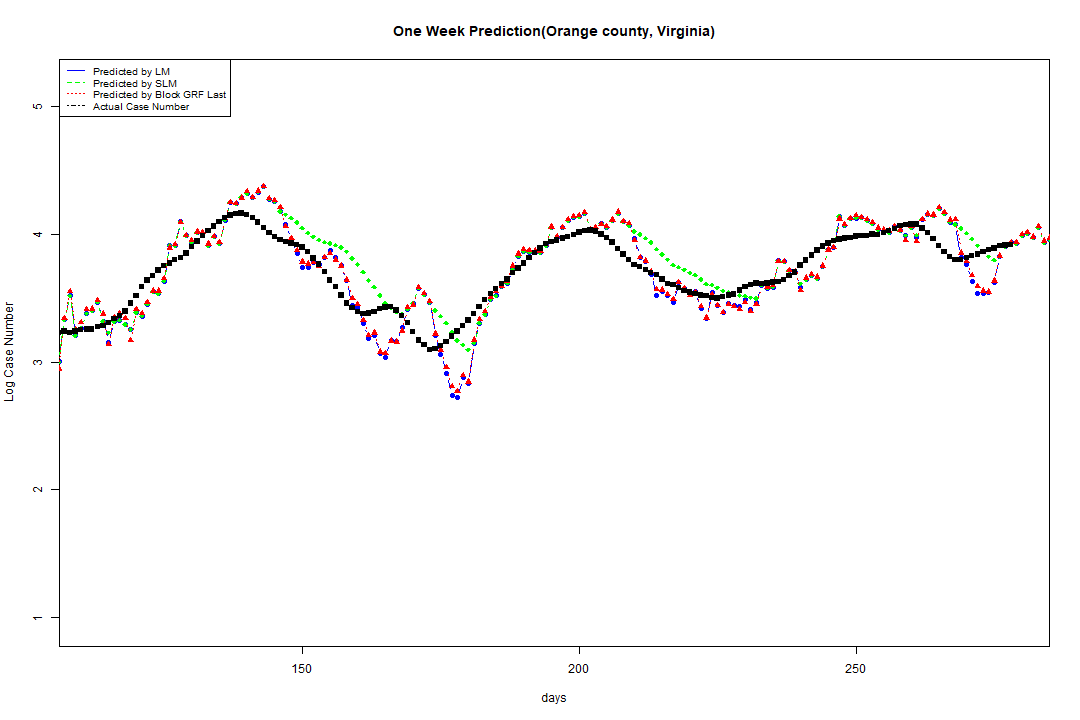 One Week Prediction(Orange county, Virginia)
Predicted by LM
Predicted by SLM
Predicted by Block GRF Last
Actual Case Number
5
4
3
2
1
Log Case Number
150 200 250
days